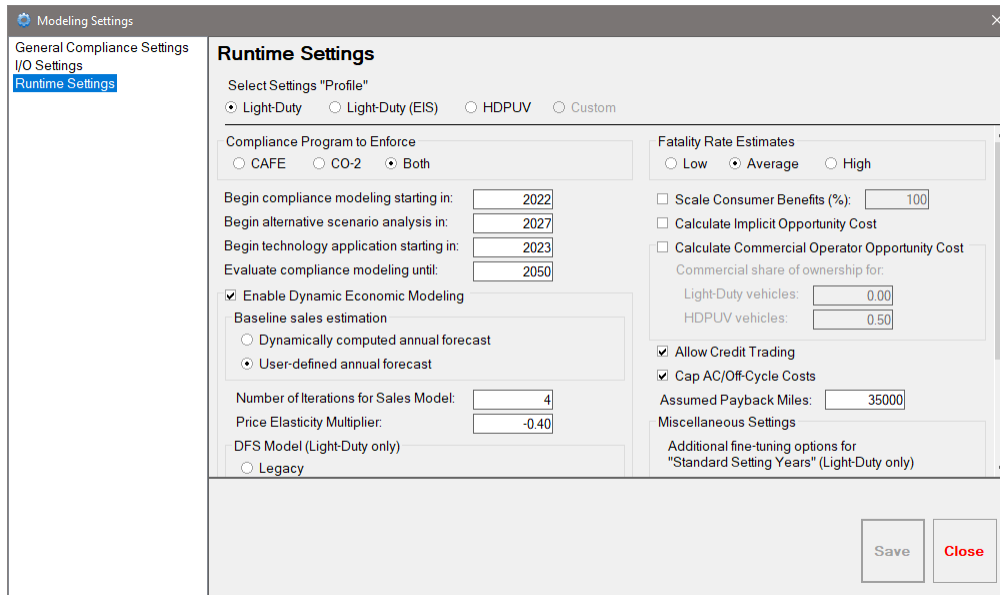 Modeling Settings
General Compliance Settings
I/O Settings
Runtime Settings
Runtime Settings
Select Settings "Profile"
Light-Duty Light-Duty (EIS) HDPUV Custom
Compliance Program to Enforce
CAFE CO-2 Both
Begin compliance modeling starting in: 2022
Begin alternative scenario analysis in: 2027
Begin technology application starting in: 2023
Evaluate compliance modeling until: 2050
Enable Dynamic Economic Modeling
Baseline sales estimation
Dynamically computed annual forecast
User-defined annual forecast
Number of Iterations for Sales Model: 4
Price Elasticity Multiplier: -0.40
DFS Model (Light-Duty only)
Legacy
Fatality Rate Estimates
Low Average High
Scale Consumer Benefits (%): 100
Calculate Implicit Opportunity Cost
Calculate Commercial Operator Opportunity Cost
Commercial share of ownership for:
Light-Duty vehicles: 0.00
HDPUV vehicles: 0.50
Allow Credit Trading
Cap AC/Off-Cycle Costs
Assumed Payback Miles: 35000
Miscellaneous Settings
Additional fine-tuning options for
"Standard Setting Years" (Light-Duty only)
Save Close